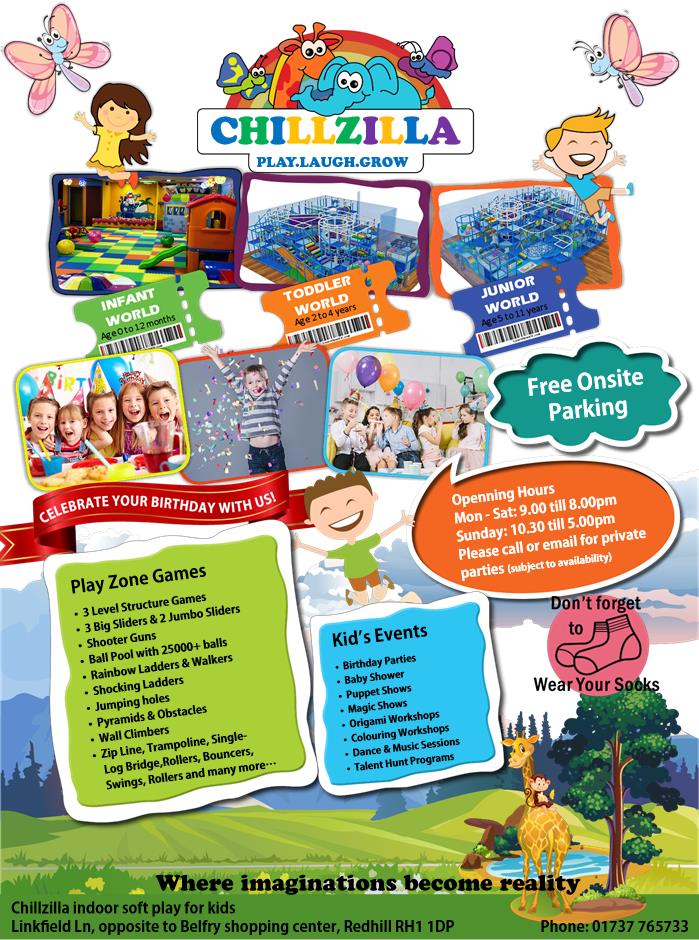 CHILLZILLA
PLAY.LAUGH.GROW
INFANT
WORLD
Age 0 to 12 months
TODDLER
WORLD
Age 2 to 4 years
JUNIOR
WORLD
Age 5 to 11 years
Free Onsite
Parking
CELEBRATE YOUR BIRTHDAY WITH US!
Openning Hours
Mon - Sat: 9.00 till 8.00pm
Sunday: 10.30 till 5.00pm
Please call or email for private
parties (subject to availability)
Play Zone Games
• 3 Level Structure Games
• 3 Big Sliders & 2 Jumbo Sliders
• Shooter Guns
• Ball Pool with 25000+ balls
• Rainbow Ladders & Walkers
• Shocking Ladders
• Jumping holes
• Pyramids & Obstacles
• Wall Climbers
• Zip Line, Trampoline, Single-
Log Bridge,Rollers, Bouncers,
Swings, Rollers and many more...
Kid's Events
• Birthday Parties
• Baby Shower
• Puppet Shows
• Magic Shows
• Origami Workshops
• Colouring Workshops
• Dance & Music Sessions
• Talent Hunt Programs
Don't forget
to
Wear Your Socks
Where imaginations become reality
Chillzilla indoor soft play for kids
Linkfield Ln, opposite to Belfry shopping center, Redhill RH1 1DP
Phone: 01737 765733